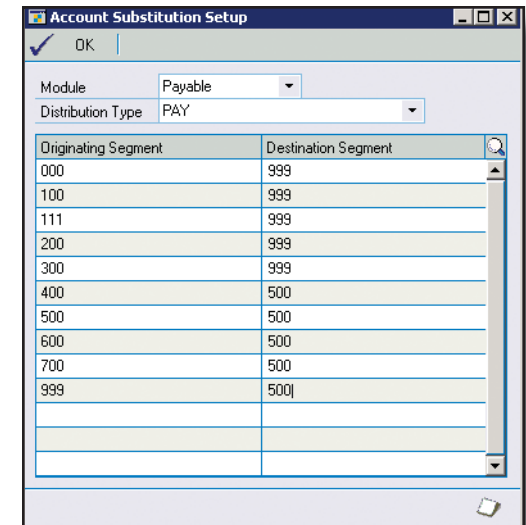 Account Substitution Setup
OK
Module Payable
Distribution Type PAY
Originating Segment Destination Segment
000 999
100 999
111 999
200 999
300 999
400 500
500 500
600 500
700 500
999 500